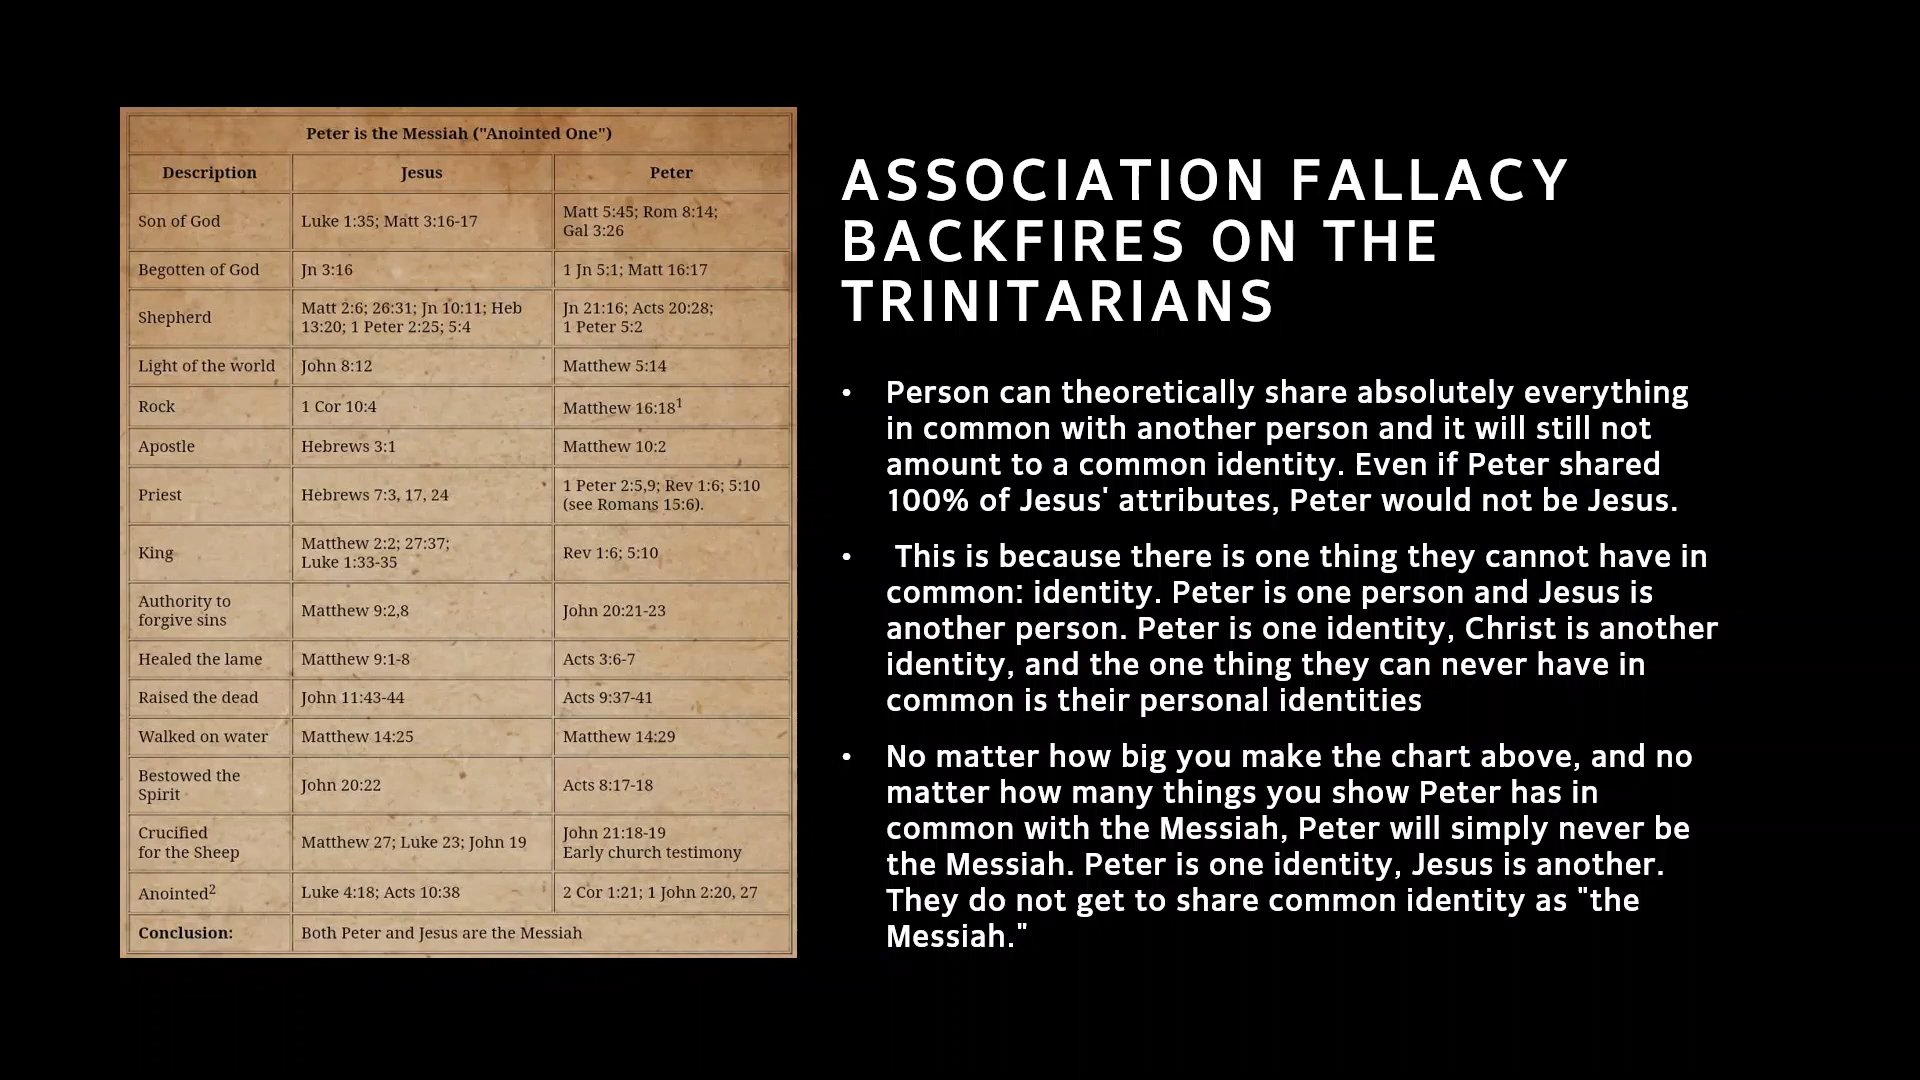 Peter is the Messiah ("Anointed One")
Description Jesus Peter
Son of God Luke 1:35; Matt 3:16-17 Matt 5:45; Rom 8:14;
Gal 3:26
Begotten of God Jn 3:16 1 Jn 5:1; Matt 16:17
Shepherd Matt 2:6; 26:31; Jn 10:11; Heb
13:20; 1 Peter 2:25; 5:4 Jn 21:16; Acts 20:28;
1 Peter 5:2
Light of the world John 8:12 Matthew 5:14
Rock 1 Cor 10:4 Matthew 16:18¹
Apostle Hebrews 3:1 Matthew 10:2
Priest Hebrews 7:3, 17, 24 1 Peter 2:5,9; Rev 1:6; 5:10
(see Romans 15:6).
King Matthew 2:2; 27:37;
Luke 1:33-35 Rev 1:6; 5:10
Authority to
forgive sins Matthew 9:2,8 John 20:21-23
Healed the lame Matthew 9:1-8 Acts 3:6-7
Raised the dead John 11:43-44 Acts 9:37-41
Walked on water Matthew 14:25 Matthew 14:29
Bestowed the
Spirit John 20:22 Acts 8:17-18
Crucified
for the Sheep Matthew 27; Luke 23; John 19 John 21:18-19
Early church testimony
Anointed² Luke 4:18; Acts 10:38 2 Cor 1:21; 1 John 2:20, 27
Conclusion: Both Peter and Jesus are the Messiah
ASSOCIATION FALLACY
BACKFIRES ON THE
TRINITARIANS
• Person can theoretically share absolutely everything
in common with another person and it will still not
amount to a common identity. Even if Peter shared
100% of Jesus' attributes, Peter would not be Jesus.
• This is because there is one thing they cannot have in
common: identity. Peter is one person and Jesus is
another person. Peter is one identity, Christ is another
identity, and the one thing they can never have in
common is their personal identities
• No matter how big you make the chart above, and no
matter how many things you show Peter has in
common with the Messiah, Peter will simply never be
the Messiah. Peter is one identity, Jesus is another.
They do not get to share common identity as "the
Messiah."